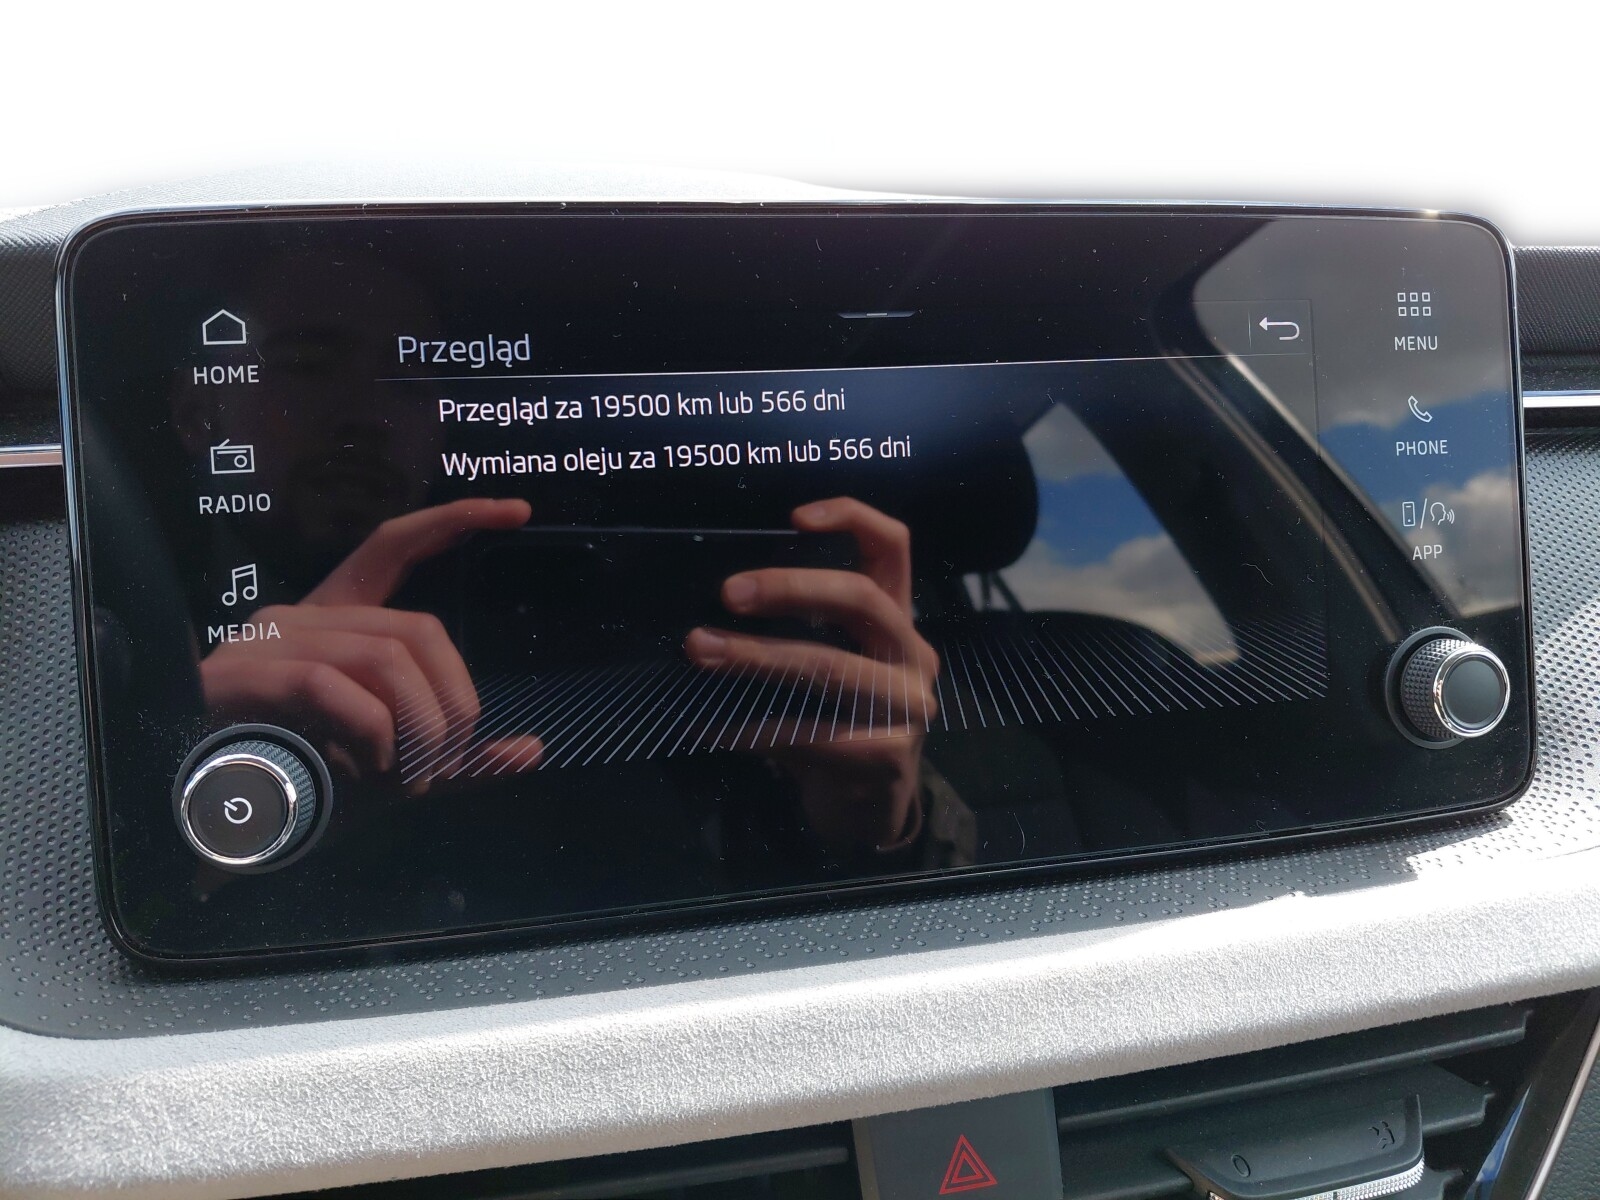 Przegląd
Przegląd za 19500 km lub 566 dni
Wymiana oleju za 19500 km lub 566 dni
HOME
RADIO
MEDIA
MENU
PHONE
APP